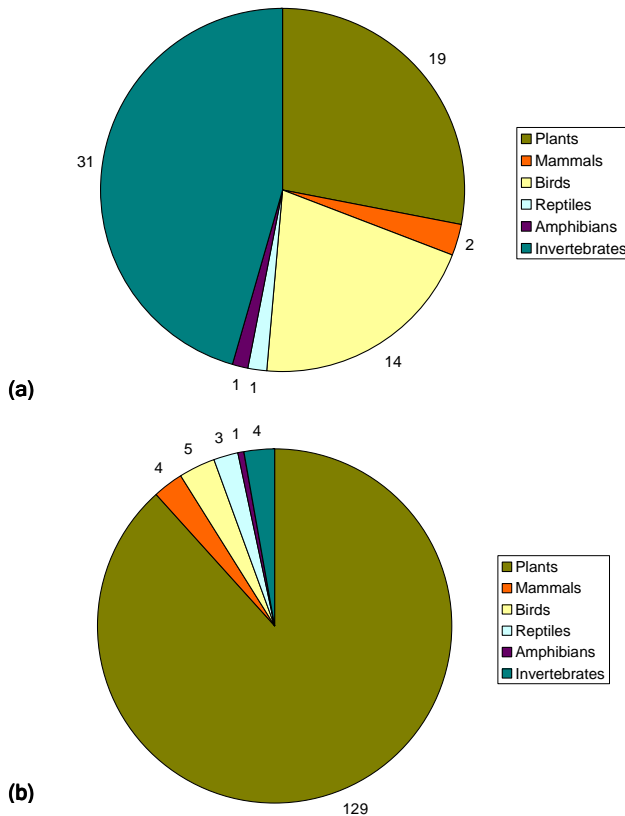 19
31
Plants
Mammals
Birds
Reptiles
Amphibians
Invertebrates
2
14
(a)
1 1
4 5 3 1 4
Plants
Mammals
Birds
Reptiles
Amphibians
Invertebrates
(b)
129